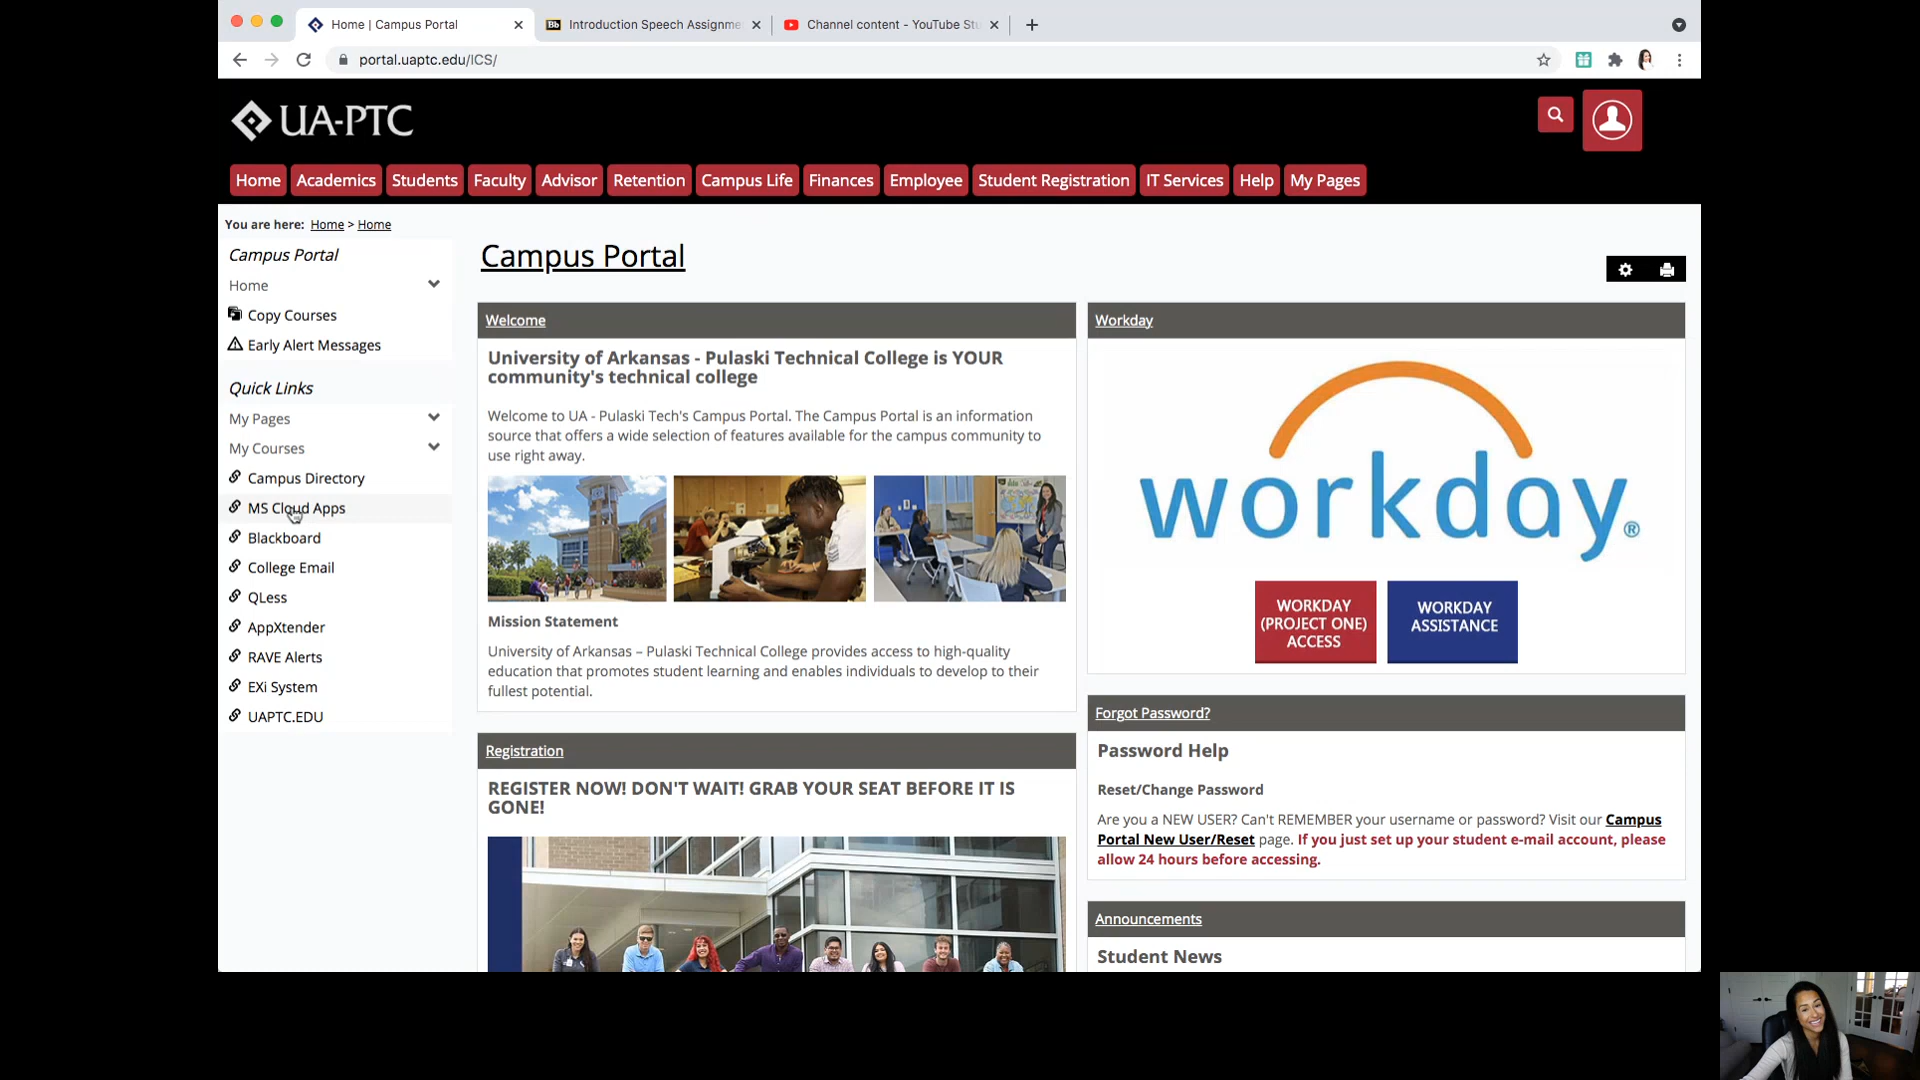 Home | Campus Portal
Bb Introduction Speech Assignme
Channel content - YouTube Stu
portal.uaptc.edu/ICS/
UA-PTC
Home Academics Students Faculty Advisor Retention Campus Life Finances Employee Student Registration IT Services Help My Pages
You are here: Home > Home
Campus Portal
Home
Copy Courses
Early Alert Messages
Quick Links
My Pages
My Courses
Campus Directory
MS Cloud Apps
Blackboard
College Email
QLess
AppXtender
RAVE Alerts
EXi System
UAPTC.EDU
Campus Portal
Welcome
University of Arkansas - Pulaski Technical College is YOUR
community's technical college
Welcome to UA - Pulaski Tech's Campus Portal. The Campus Portal is an information
source that offers a wide selection of features available for the campus community to
use right away.
Mission Statement
University of Arkansas – Pulaski Technical College provides access to high-quality
education that promotes student learning and enables individuals to develop to their
fullest potential.
Registration
REGISTER NOW! DON'T WAIT! GRAB YOUR SEAT BEFORE IT IS
GONE!
Workday
workday®
WORKDAY
(PROJECT ONE)
ACCESS
WORKDAY
ASSISTANCE
Forgot Password?
Password Help
Reset/Change Password
Are you a NEW USER? Can't REMEMBER your username or password? Visit our Campus
Portal New User/Reset page. If you just set up your student e-mail account, please
allow 24 hours before accessing.
Announcements
Student News